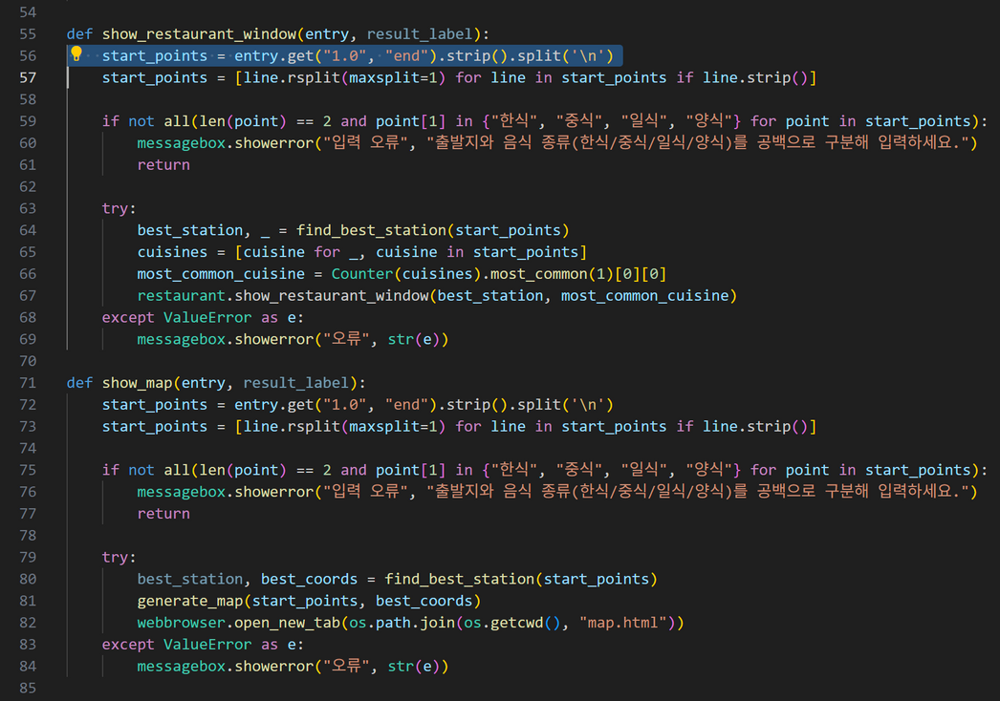 54
55 def show_restaurant_window(entry, result_label):
56 start_points = entry.get("1.0", "end").strip().split('\n')
57 start_points = [line.rsplit(maxsplit=1) for line in start_points if line.strip()]
58
59 if not all(len(point) == 2 and point[1] in {"한식", "중식", "일식", "양식"} for point in start_points):
60 messagebox.showerror("입력 오류", "출발지와 음식 종류(한식/중식/일식/양식)를 공백으로 구분해 입력하세요.")
61 return
62
63 try:
64 best_station, _ = find_best_station(start_points)
65 cuisines = [cuisine for _, cuisine in start_points]
66 most_common_cuisine = Counter(cuisines).most_common(1)[0][0]
67 restaurant.show_restaurant_window(best_station, most_common_cuisine)
68 except ValueError as e:
69 messagebox.showerror("오류", str(e))
70
71 def show_map(entry, result_label):
72 start_points = entry.get("1.0", "end").strip().split('\n')
73 start_points = [line.rsplit(maxsplit=1) for line in start_points if line.strip()]
74
75 if not all(len(point) == 2 and point[1] in {"한식", "중식", "일식", "양식"} for point in start_points):
76 messagebox.showerror("입력 오류", "출발지와 음식 종류(한식/중식/일식/양식)를 공백으로 구분해 입력하세요.")
77 return
78
79 try:
80 best_station, best_coords = find_best_station(start_points)
81 generate_map(start_points, best_coords)
82 webbrowser.open_new_tab(os.path.join(os.getcwd(), "map.html"))
83 except ValueError as e:
84 messagebox.showerror("오류", str(e))
85